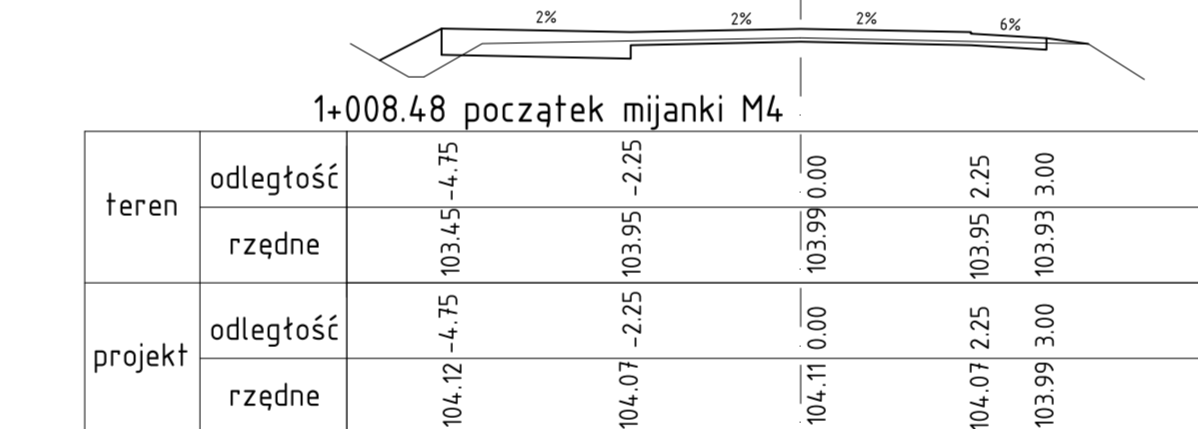 2% 2% 2% 6%
1+008.48 początek mijanki M4
teren
odległość -4.75 -2.25 0.00 2.25 3.00
rzędne 103.45 103.95 103.99 103.95 103.93
projekt
odległość -4.75 -2.25 0.00 2.25 3.00
rzędne 104.12 104.07 104.11 104.07 103.99